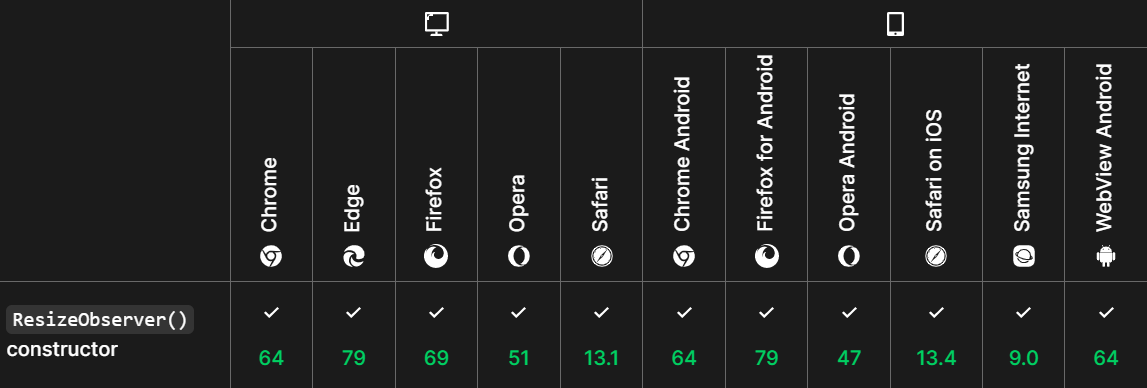 Chrome
Edge
Firefox
Opera
Safari
Chrome Android
Firefox for Android
Opera Android
Safari on iOS
Samsung Internet
WebView Android
ResizeObserver()
constructor
64
79
69
51
13.1
64
79
47
13.4
9.0
64